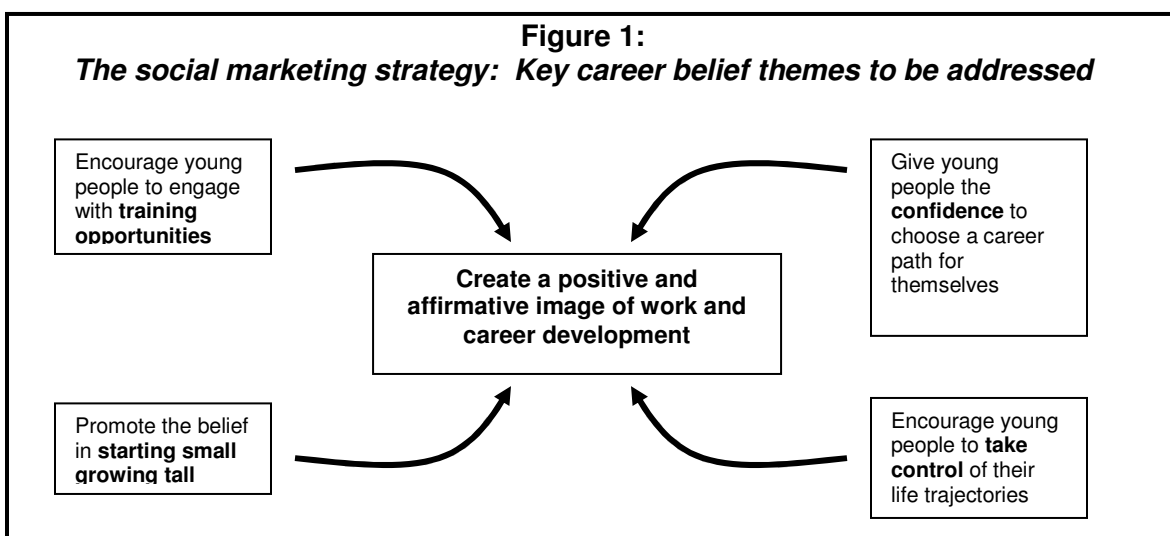 Figure 1:
The social marketing strategy: Key career belief themes to be addressed
Encourage young
people to engage
with training
opportunities
Give young
people the
confidence to
choose a career
path for
themselves
Create a positive and
affirmative image of work and
career development
Promote the belief
in starting small
growing tall
Encourage young
people to take
control of their
life trajectories